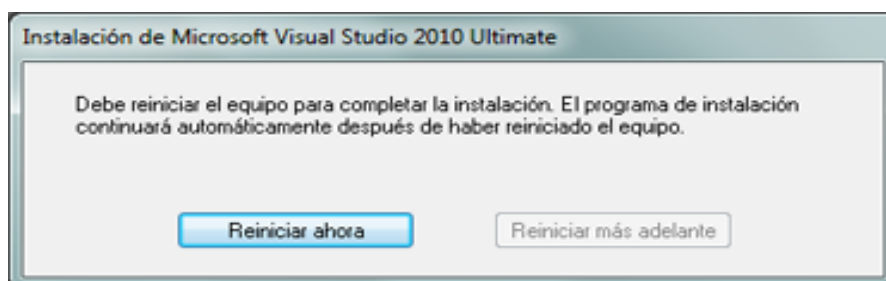 Instalación de Microsoft Visual Studio 2010 Ultimate
Debe reiniciar el equipo para completar la instalación. El programa de instalación
continuará automáticamente después de haber reiniciado el equipo.
Reiniciar ahora
Reiniciar más adelante